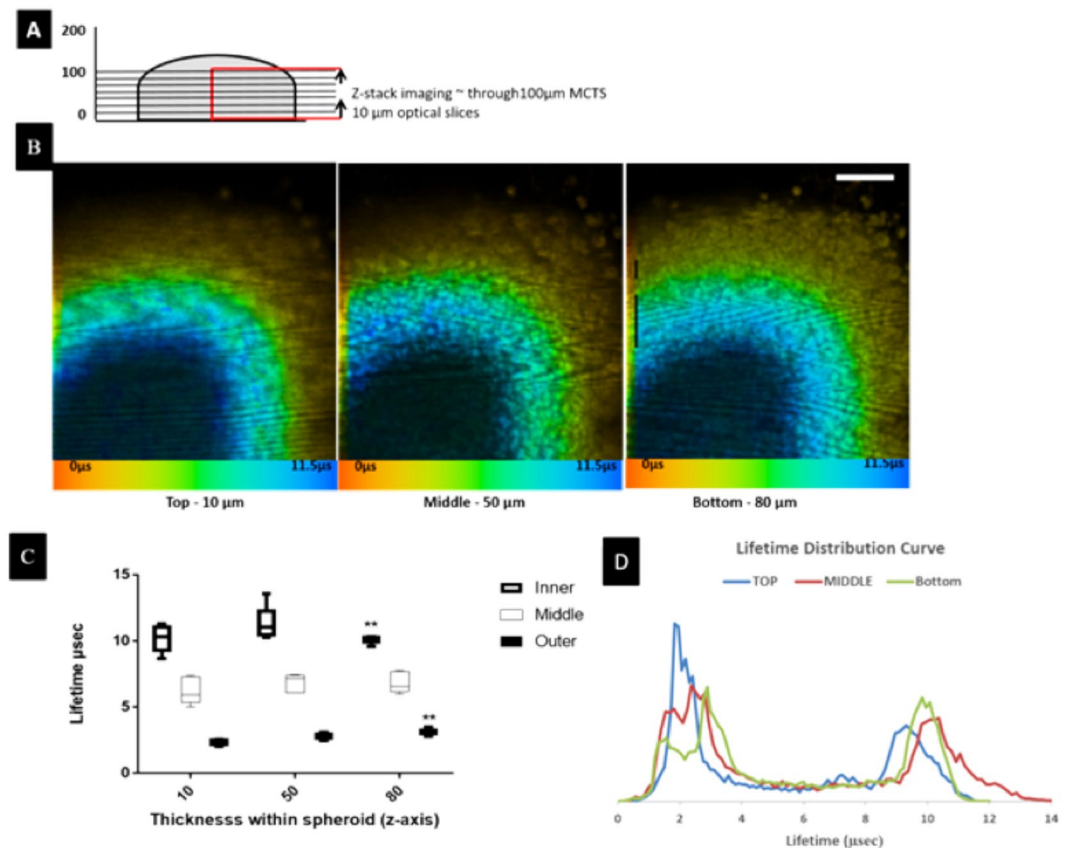 A
200
100
0
Z-stack imaging ~ through100µm MCTS
10 µm optical slices
B
0µs 11.5µs 0µs 11.5µs 0µs 11.5µs
Top - 10 µm Middle - 50 µm Bottom - 80 µm
C
15
10
5
0
Lifetime µsec
** **
10 50 80
Thicknesss within spheroid (z-axis)
Inner
Middle
Outer
D
Lifetime Distribution Curve
TOP MIDDLE Bottom
0 2 4 6 8 10 12 14
Lifetime (µsec)